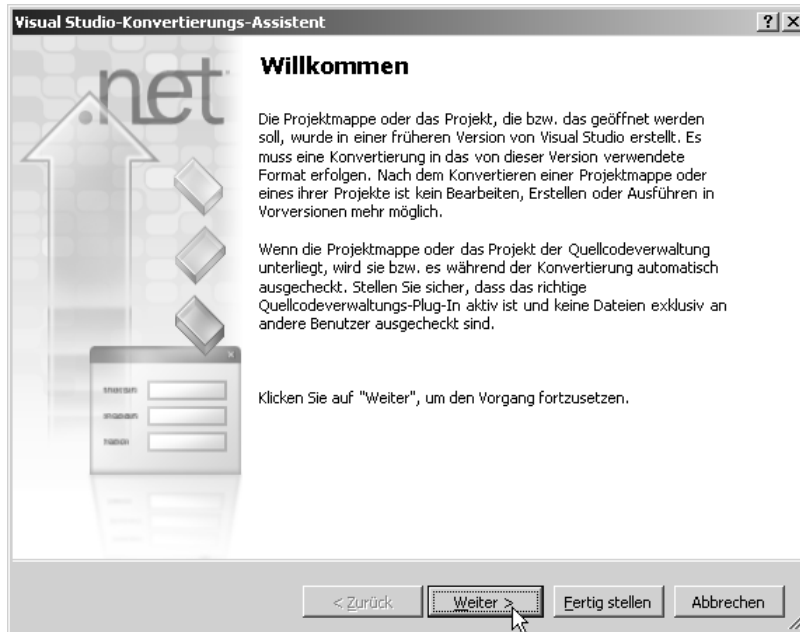 Visual Studio-Konvertierungs-Assistent
.net
Willkommen
Die Projektmappe oder das Projekt, die bzw. das geöffnet werden
soll, wurde in einer früheren Version von Visual Studio erstellt. Es
muss eine Konvertierung in das von dieser Version verwendete
Format erfolgen. Nach dem Konvertieren einer Projektmappe oder
eines ihrer Projekte ist kein Bearbeiten, Erstellen oder Ausführen in
Vorversionen mehr möglich.
Wenn die Projektmappe oder das Projekt der Quellcodeverwaltung
unterliegt, wird sie bzw. es während der Konvertierung automatisch
ausgecheckt. Stellen Sie sicher, dass das richtige
Quellcodeverwaltungs-Plug-In aktiv ist und keine Dateien exklusiv an
andere Benutzer ausgecheckt sind.
Klicken Sie auf "Weiter", um den Vorgang fortzusetzen.
< Zurück Weiter > Fertig stellen Abbrechen